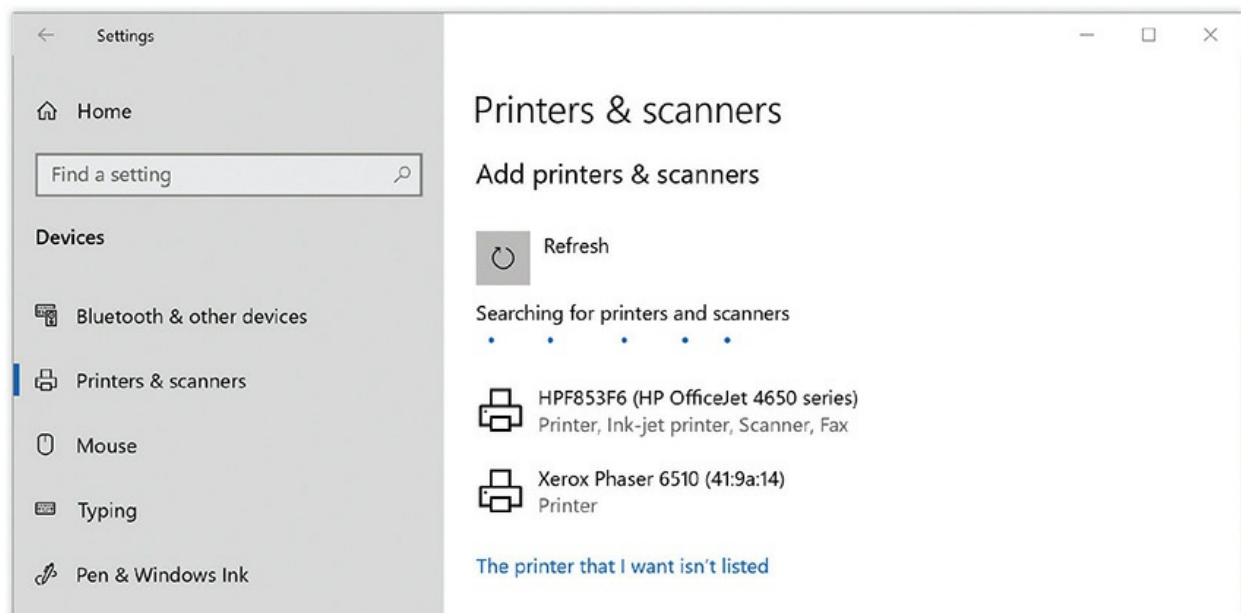 Settings
Home
Find a setting
Devices
Bluetooth & other devices
Printers & scanners
Mouse
Typing
Pen & Windows Ink
Printers & scanners
Add printers & scanners
Refresh
Searching for printers and scanners
HPF853F6 (HP OfficeJet 4650 series)
Printer, Ink-jet printer, Scanner, Fax
Xerox Phaser 6510 (41:9a:14)
Printer
The printer that I want isn't listed